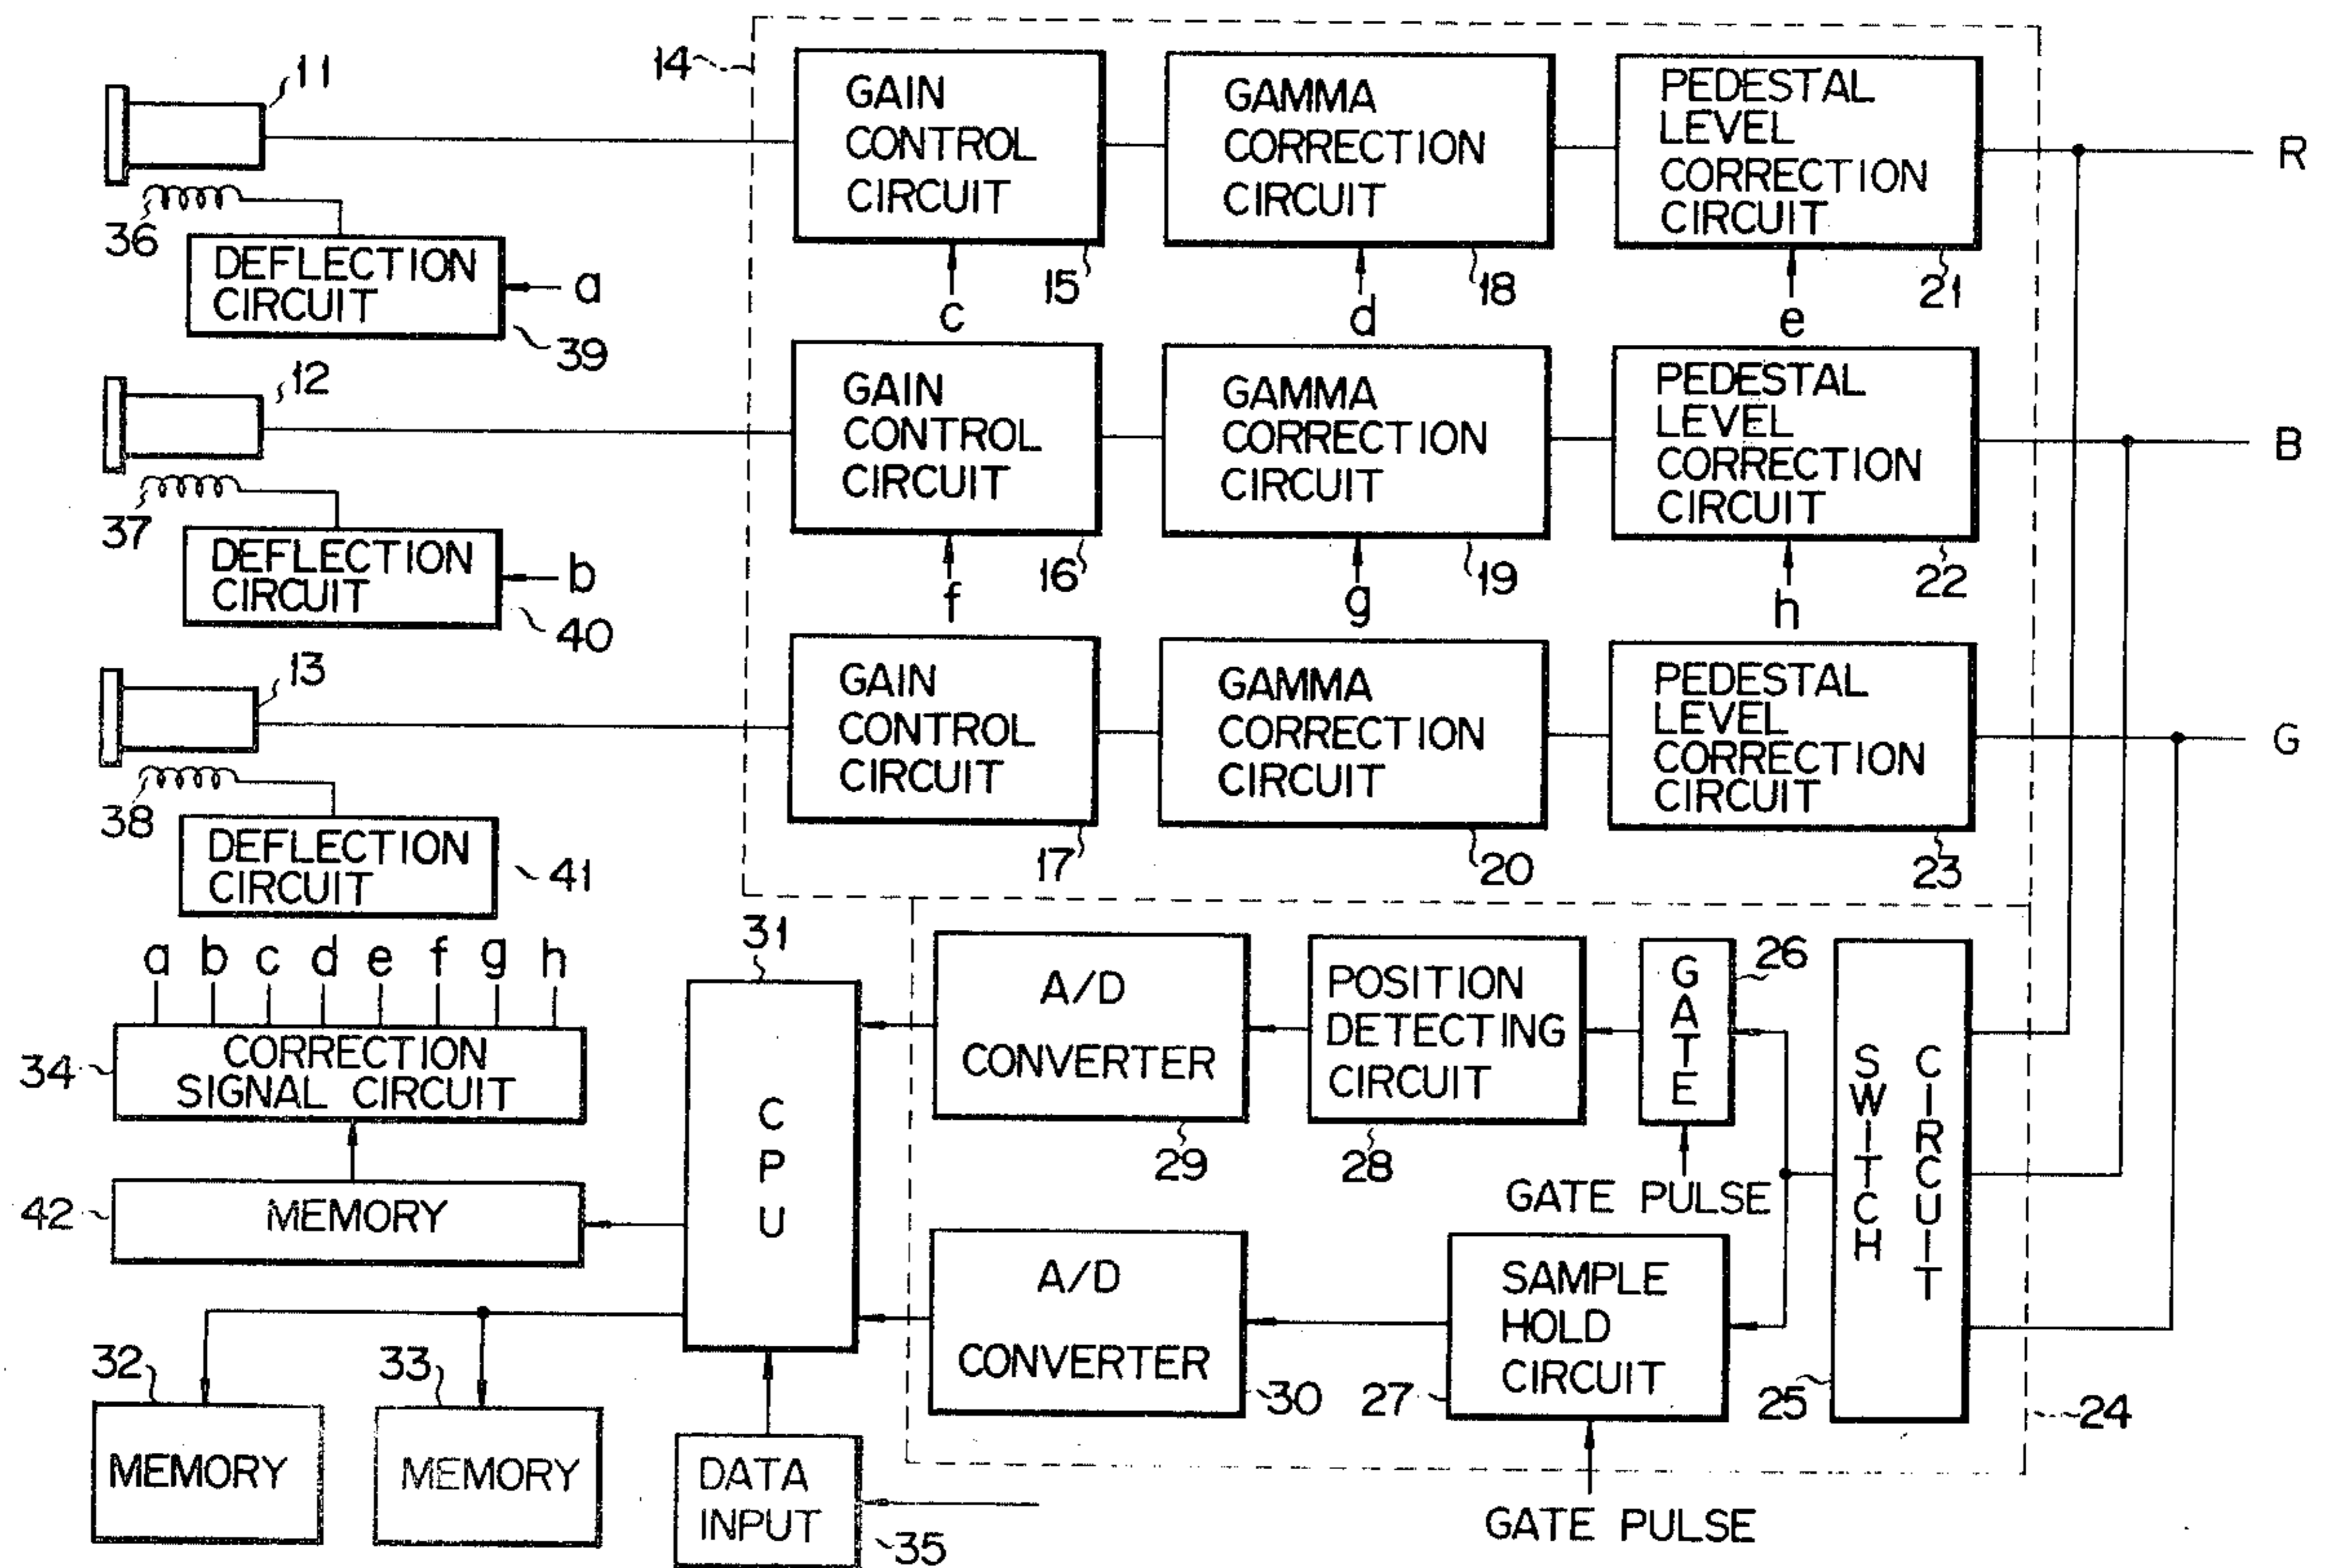 11
14
GAIN
CONTROL
CIRCUIT
GAMMA
CORRECTION
CIRCUIT
PEDESTAL
LEVEL
CORRECTION
CIRCUIT
R
36
DEFLECTION
CIRCUIT
a
39
c
15
d
18
e
21
12
GAIN
CONTROL
CIRCUIT
GAMMA
CORRECTION
CIRCUIT
PEDESTAL
LEVEL
CORRECTION
CIRCUIT
B
37
DEFLECTION
CIRCUIT
b
40
f
16
g
19
h
22
13
GAIN
CONTROL
CIRCUIT
GAMMA
CORRECTION
CIRCUIT
PEDESTAL
LEVEL
CORRECTION
CIRCUIT
G
38
DEFLECTION
CIRCUIT
41
17
20
23
a b c d e f g h
34
CORRECTION
SIGNAL CIRCUIT
42
MEMORY
31
CPU
A/D
CONVERTER
29
POSITION
DETECTING
CIRCUIT
28
GATE
26
GATE PULSE
SWITCH
CIRCUIT
25
24
A/D
CONVERTER
30
SAMPLE
HOLD
CIRCUIT
27
GATE PULSE
32
MEMORY
33
MEMORY
DATA
INPUT
35